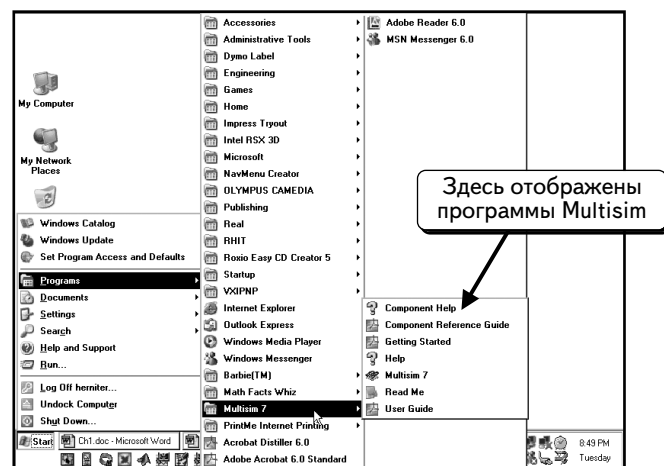 My Computer
My Network
Places
Windows Catalog
Windows Update
Set Program Access and Defaults
Programs
Documents
Settings
Search
Help and Support
Run...
Log Off herniter...
Undock Computer
Shut Down...
Accessories
Administrative Tools
Dymo Label
Engineering
Games
Home
Impress Tryout
Intel RSX 3D
Microsoft
NavMenu Creator
OLYMPUS CAMEDIA
Publishing
Real
RHIT
Roxio Easy CD Creator 5
Startup
VXIPNP
Internet Explorer
Outlook Express
Windows Media Player
Windows Messenger
Barbie(TM)
Math Facts Whiz
Multisim 7
PrintMe Internet Printing
Acrobat Distiller 6.0
Adobe Acrobat 6.0 Standard
Adobe Reader 6.0
MSN Messenger 6.0
Здесь отображены
программы Multisim
Component Help
Component Reference Guide
Getting Started
Help
Multisim 7
Read Me
User Guide
Start
Ch1.doc - Microsoft Word
8:49 PM
Tuesday